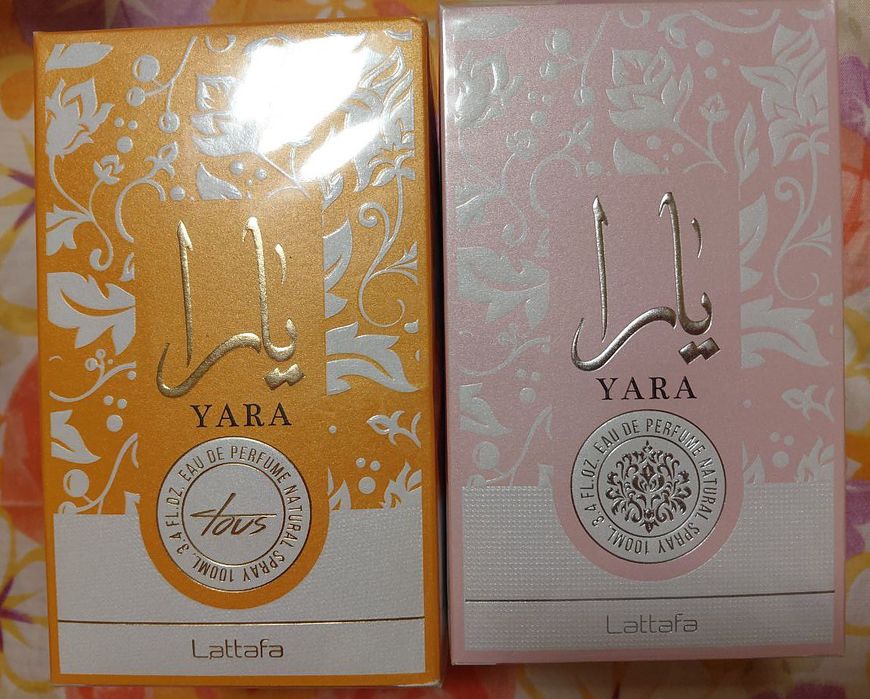 يارا
YARA
EAU DE PERFUME NATURAL SPRAY 100ML. 3.4 FL.OZ.
tous
Lattafa
يارا
YARA
EAU DE PERFUME NATURAL SPRAY 100ML. 3.4 FL.OZ.
Lattafa